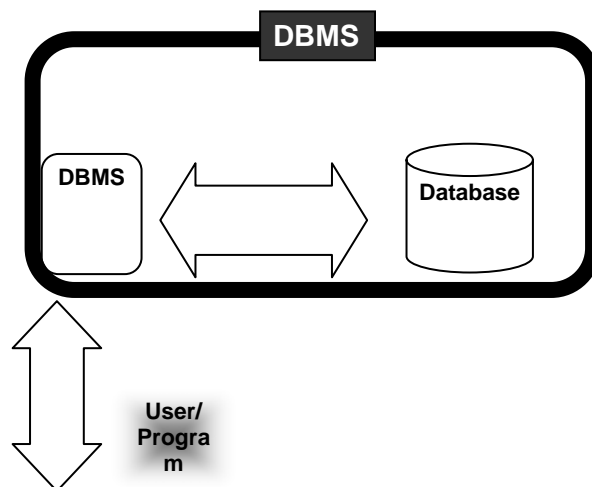 DBMS
DBMS
Database
User/
Progra
m